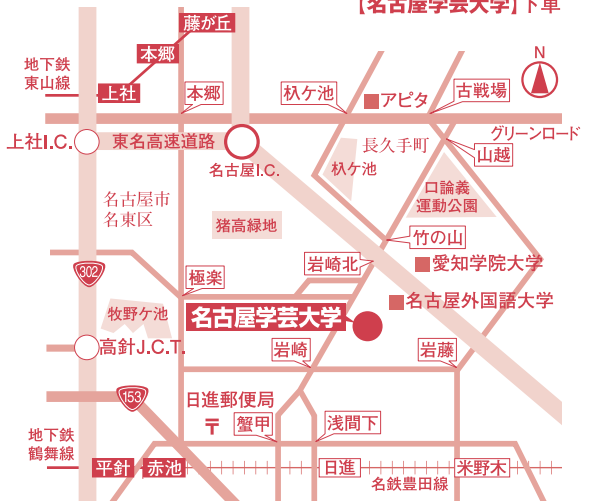 【名古屋学芸大学】下車
藤が丘
本郷
地下鉄
東山線
上社
本郷
杁ケ池
アピタ
古戦場
N
グリーンロード
上社I.C.
東名高速道路
名古屋I.C.
長久手町
杁ケ池
山越
名古屋市
名東区
猪高緑地
口論義
運動公園
竹の山
岩崎北
愛知学院大学
302
極楽
名古屋外国語大学
牧野ケ池
名古屋学芸大学
高針J.C.T.
岩崎
岩藤
153
日進郵便局
〒
蟹甲
浅間下
地下鉄
鶴舞線
平針
赤池
日進
米野木
名鉄豊田線